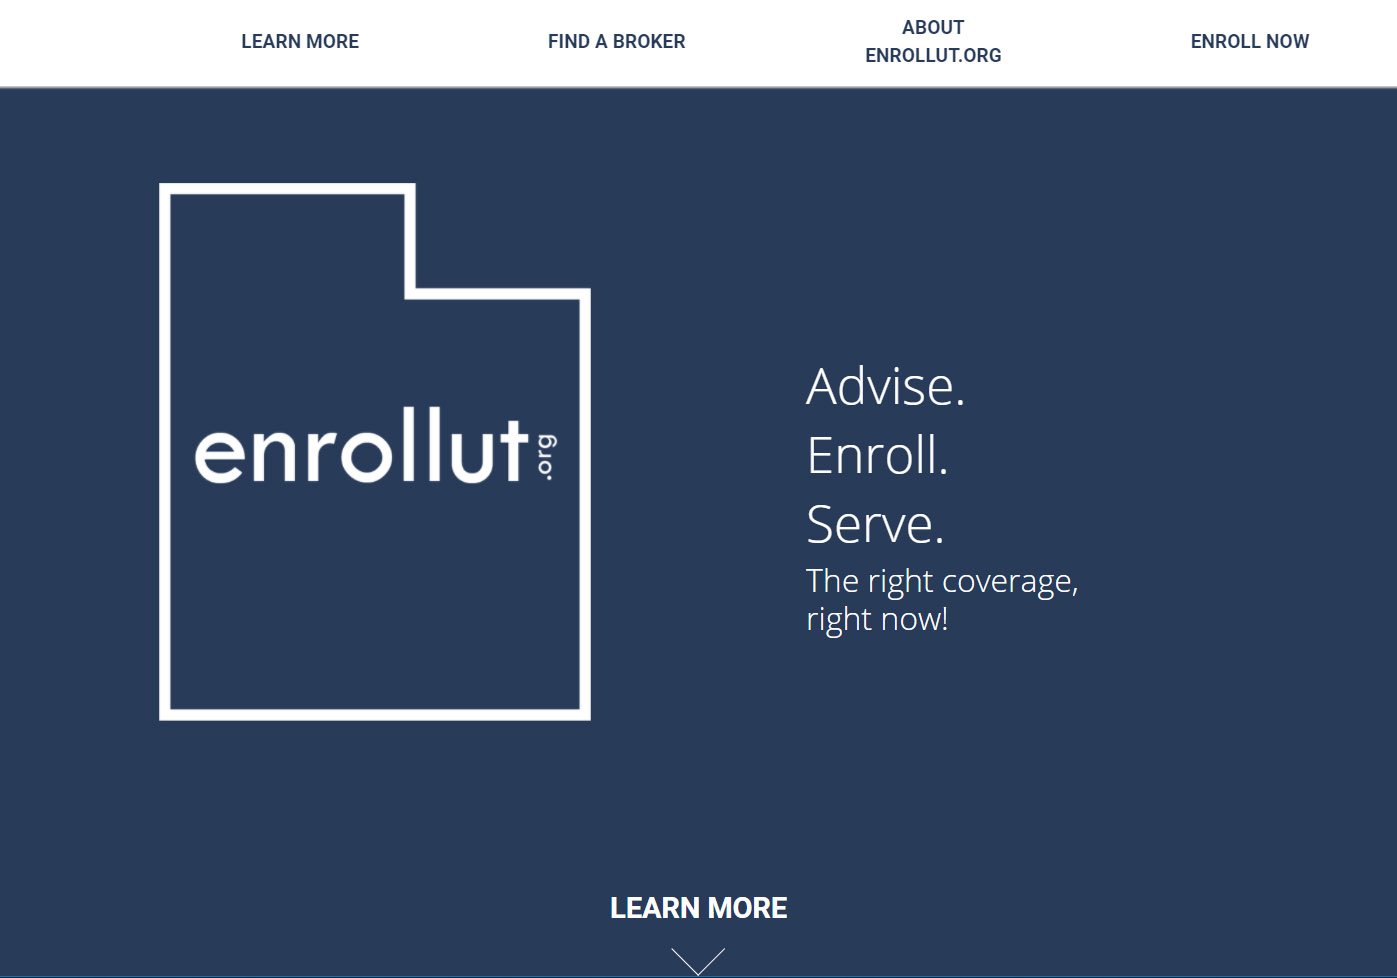 LEARN MORE
FIND A BROKER
ABOUT
ENROLLUT.ORG
ENROLL NOW
enrollut.org
Advise.
Enroll.
Serve.
The right coverage,
right now!
LEARN MORE